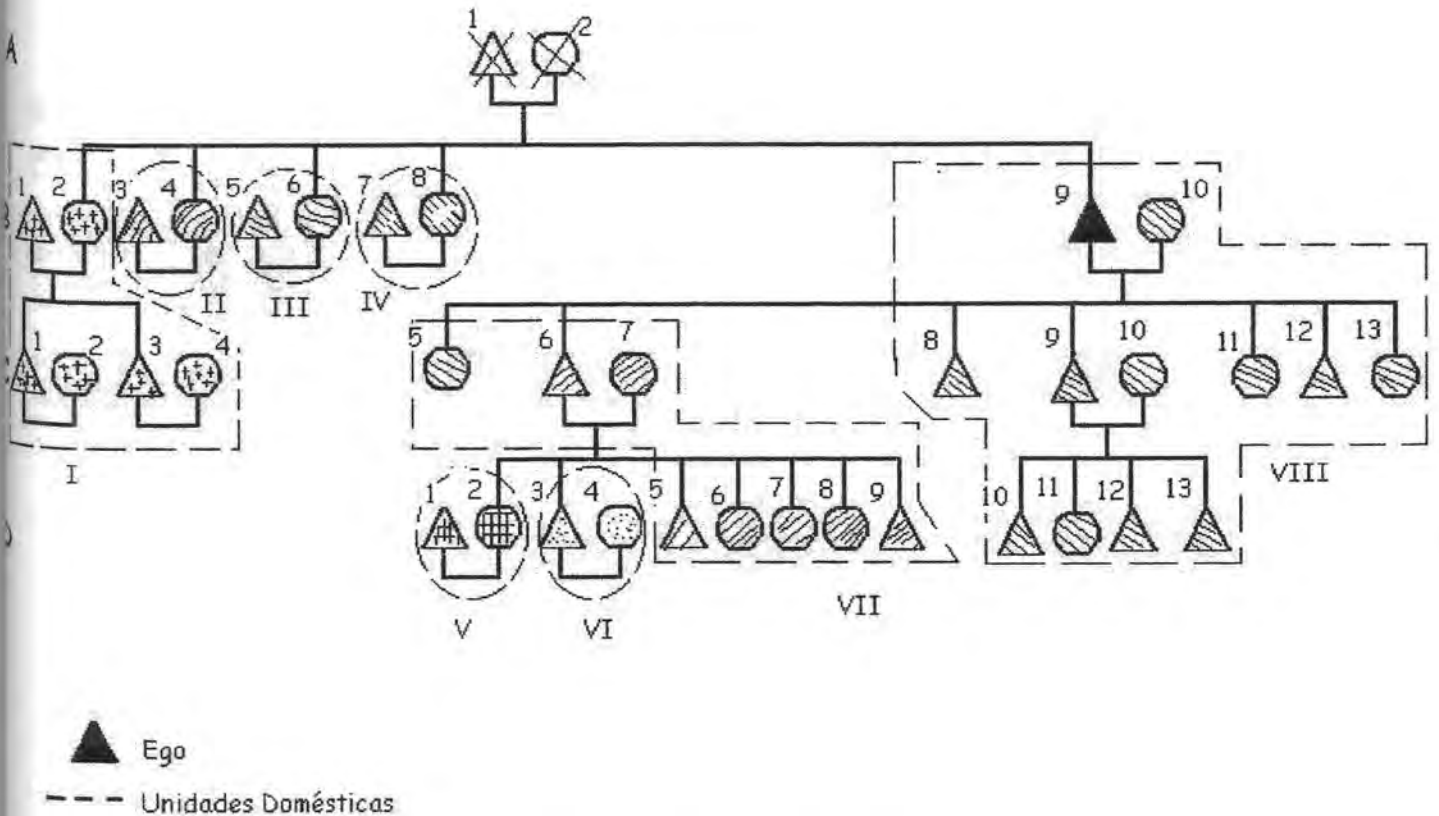 1 2
A
1 2 3 4 5 6 7 8 9 10
B
II III IV
5 6 7 8 9 10 11 12 13
1 2 3 4
C
I VIII
1 2 3 4 5 6 7 8 9 10 11 12 13
D
VII
V VI
Ego
Unidades Domésticas